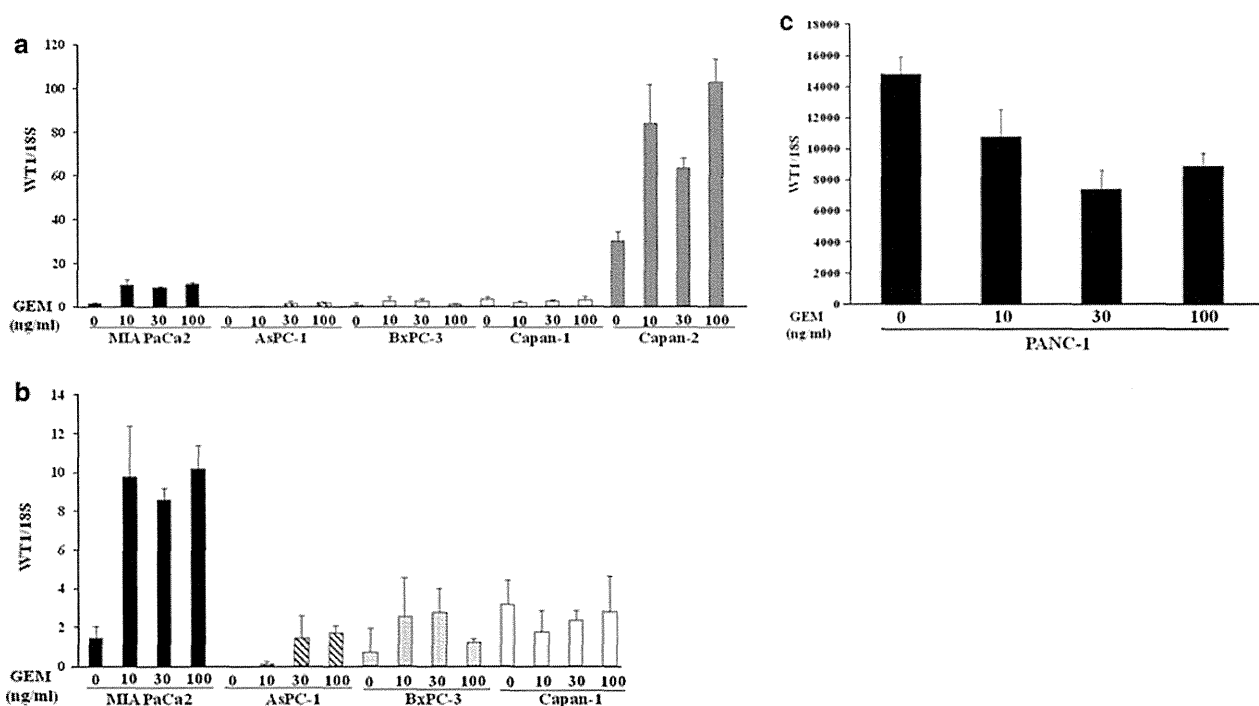 a
120
100
80
60
40
20
0
WT1/18S
GEM
(ng/ml)
0 10 30 100 0 10 30 100 0 10 30 100 0 10 30 100 0 10 30 100
MIA PaCa2 AsPC-1 BxPC-3 Capan-1 Capan-2
c
18000
16000
14000
12000
10000
8000
6000
4000
2000
0
WT1/18S
GEM
(ng/ml)
0 10 30 100
PANC-1
b
14
12
10
8
6
4
2
0
WT1/18S
GEM
(ng/ml)
0 10 30 100 0 10 30 100 0 10 30 100 0 10 30 100
MIA PaCa2 AsPC-1 BxPC-3 Capan-1